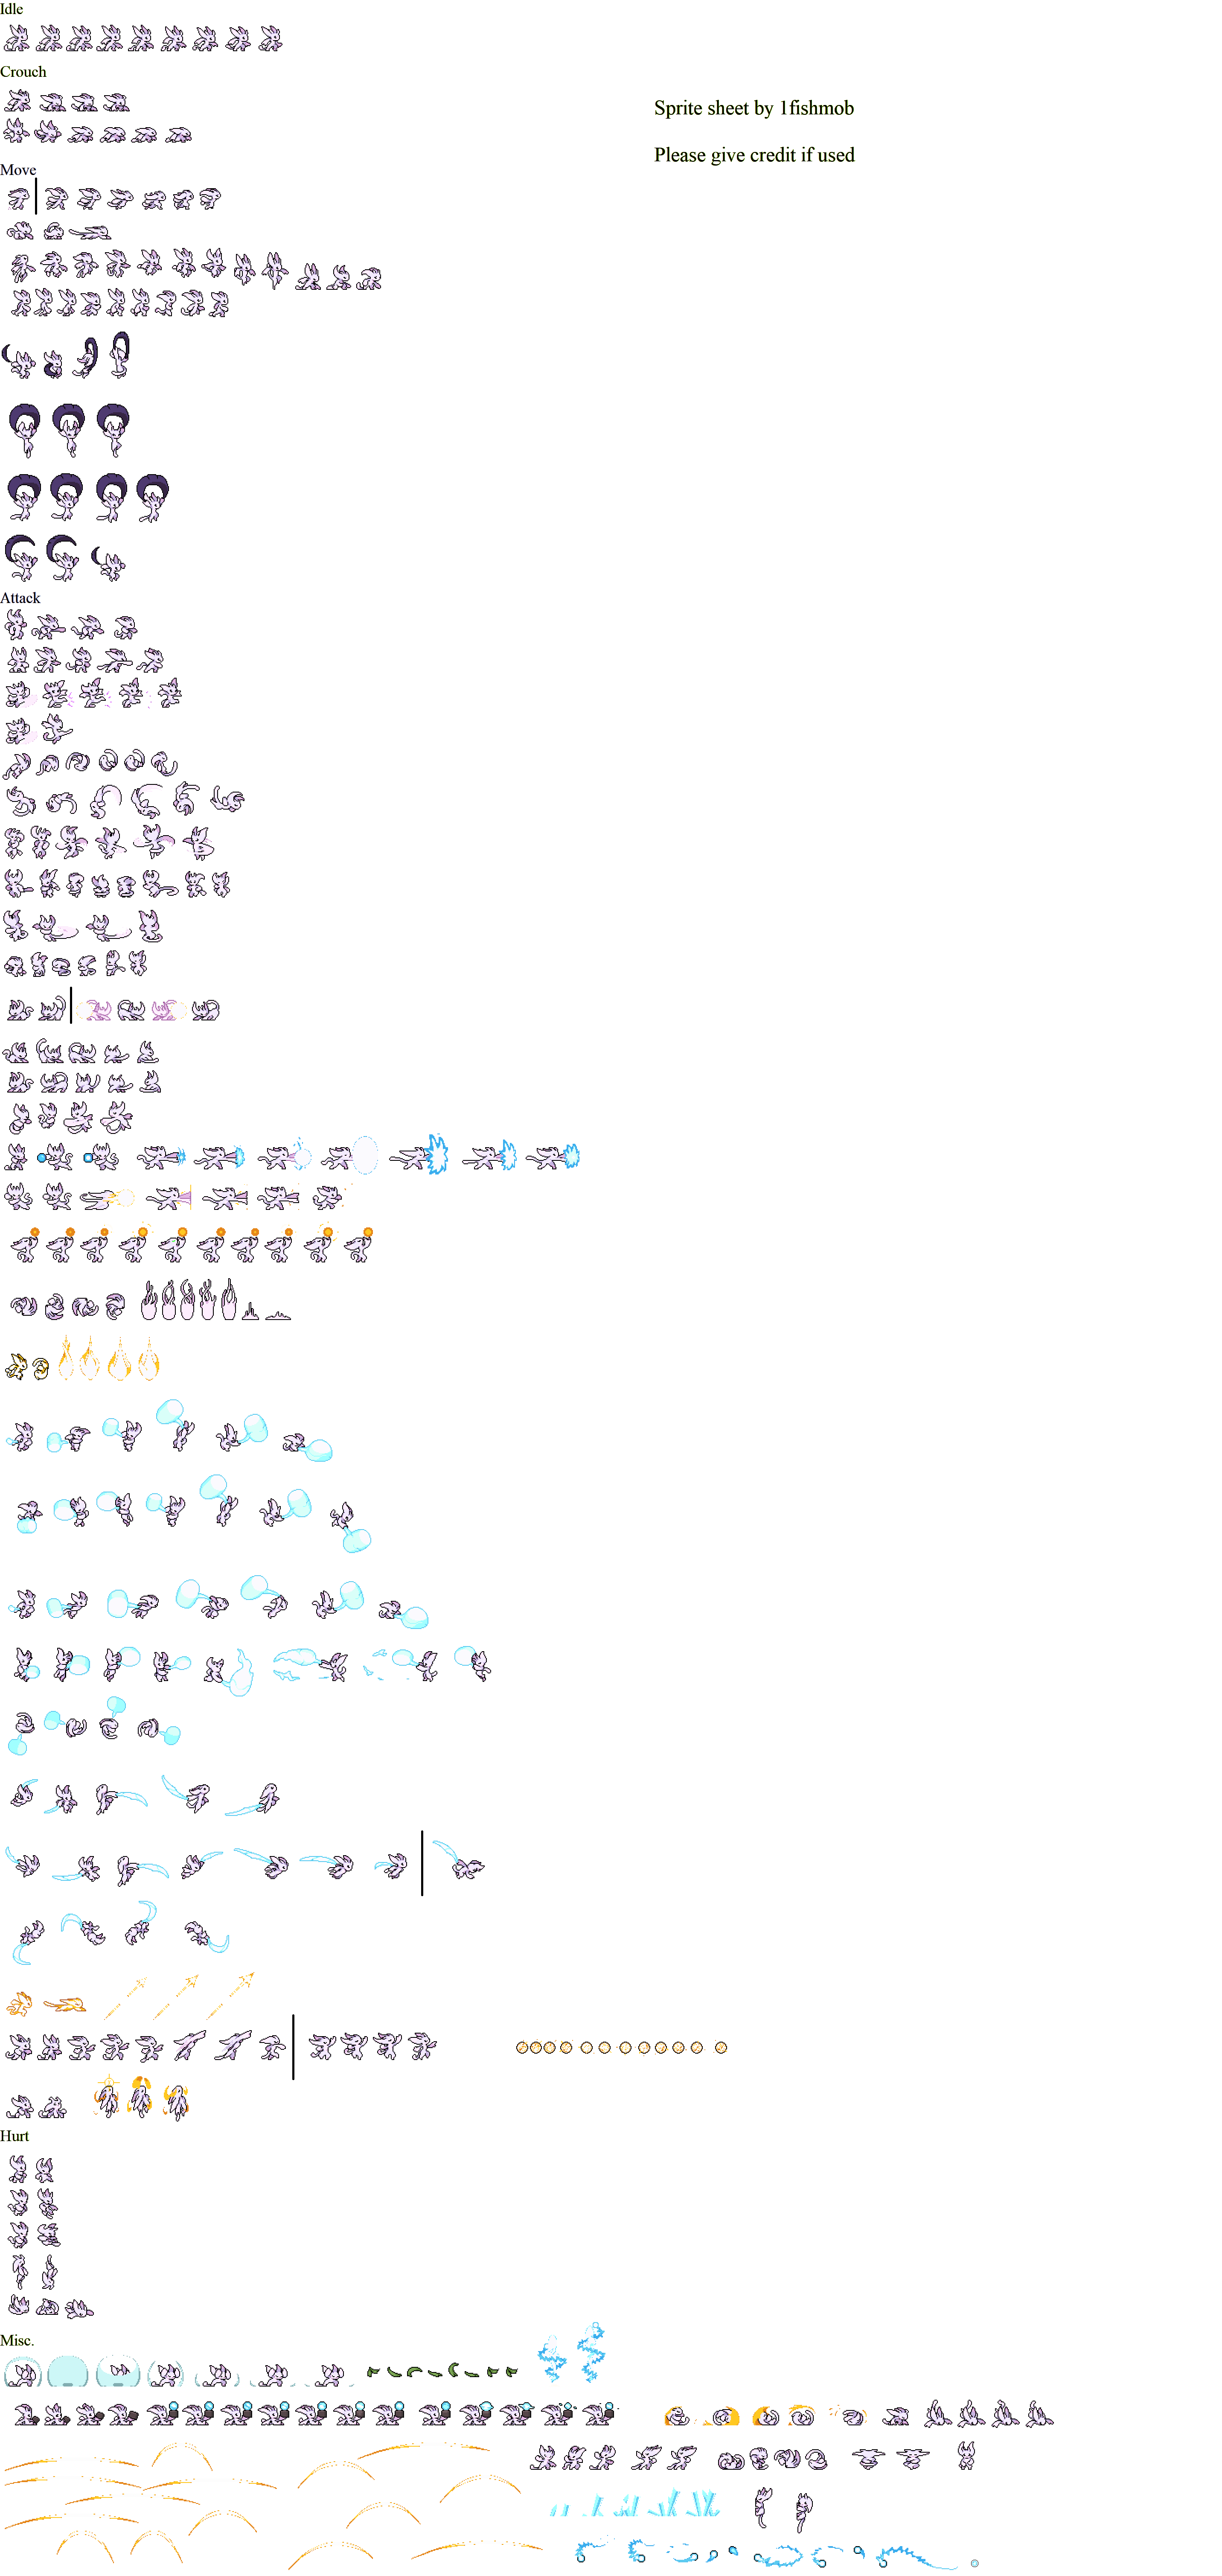 Idle
Crouch
Sprite sheet by 1fishmob
Please give credit if used
Move
Attack
Hurt
Misc.